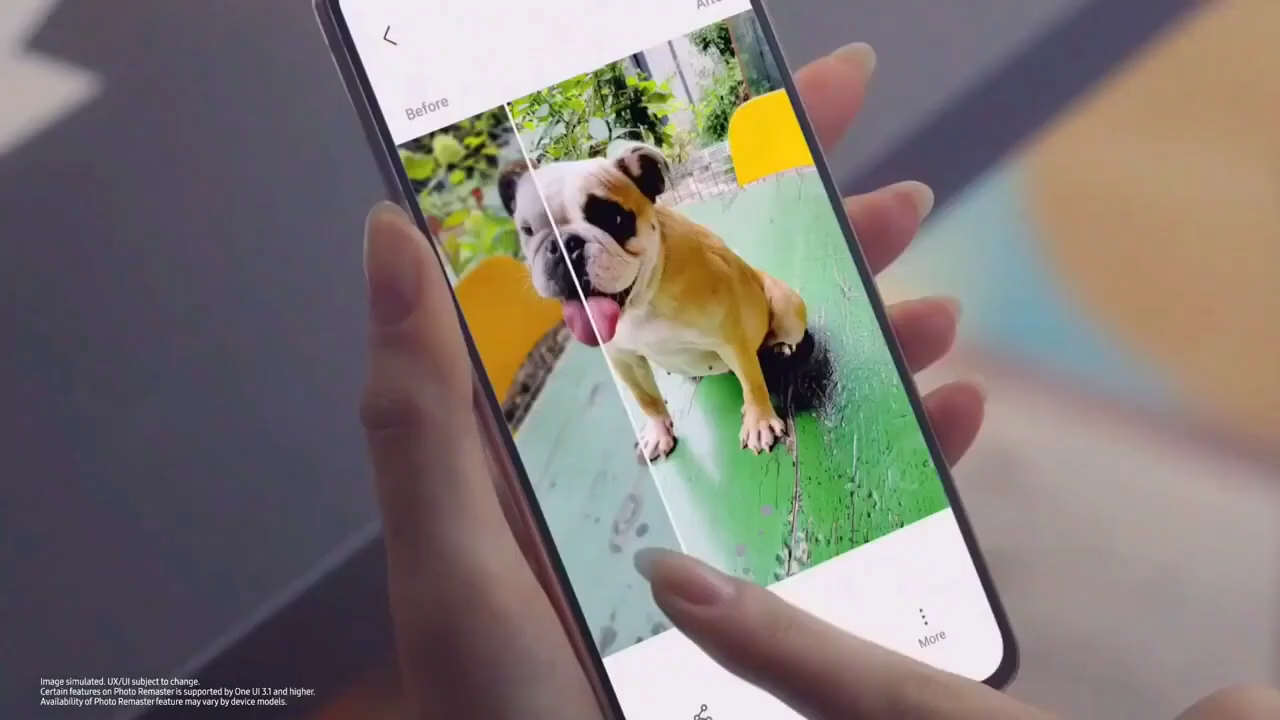 Before
More
Image simulated. UX/UI subject to change.
Certain features on Photo Remaster is supported by One UI 3.1 and higher.
Availability of Photo Remaster feature may vary by device models.